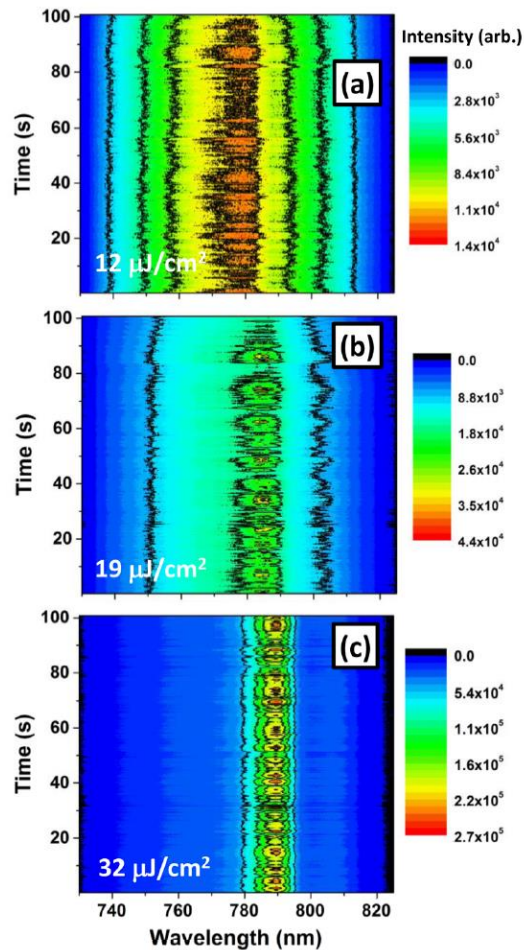 Intensity (arb.)
(a)
100
80
60
40
20
Time (s)
12 μJ/cm²
0.0
2.8x10³
5.6x10³
8.4x10³
1.1x10⁴
1.4x10⁴
(b)
100
80
60
40
20
Time (s)
19 μJ/cm²
0.0
8.8x10³
1.8x10⁴
2.6x10⁴
3.5x10⁴
4.4x10⁴
(c)
100
80
60
40
20
Time (s)
32 μJ/cm²
0.0
5.4x10⁴
1.1x10⁵
1.6x10⁵
2.2x10⁵
2.7x10⁵
740 760 780 800 820
Wavelength (nm)